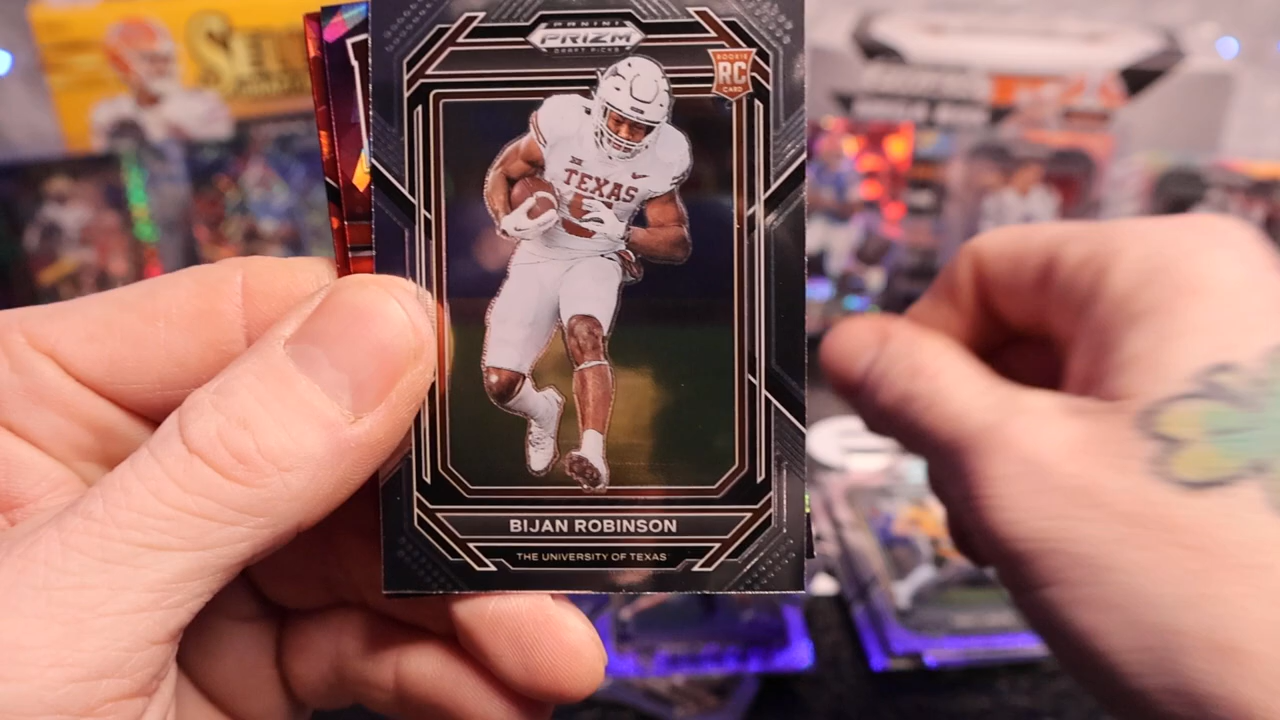 PANINI
PRIZM
DRAFT PICKS
ROOKIE
RC
CARD
TEXAS
BIJAN ROBINSON
THE UNIVERSITY OF TEXAS